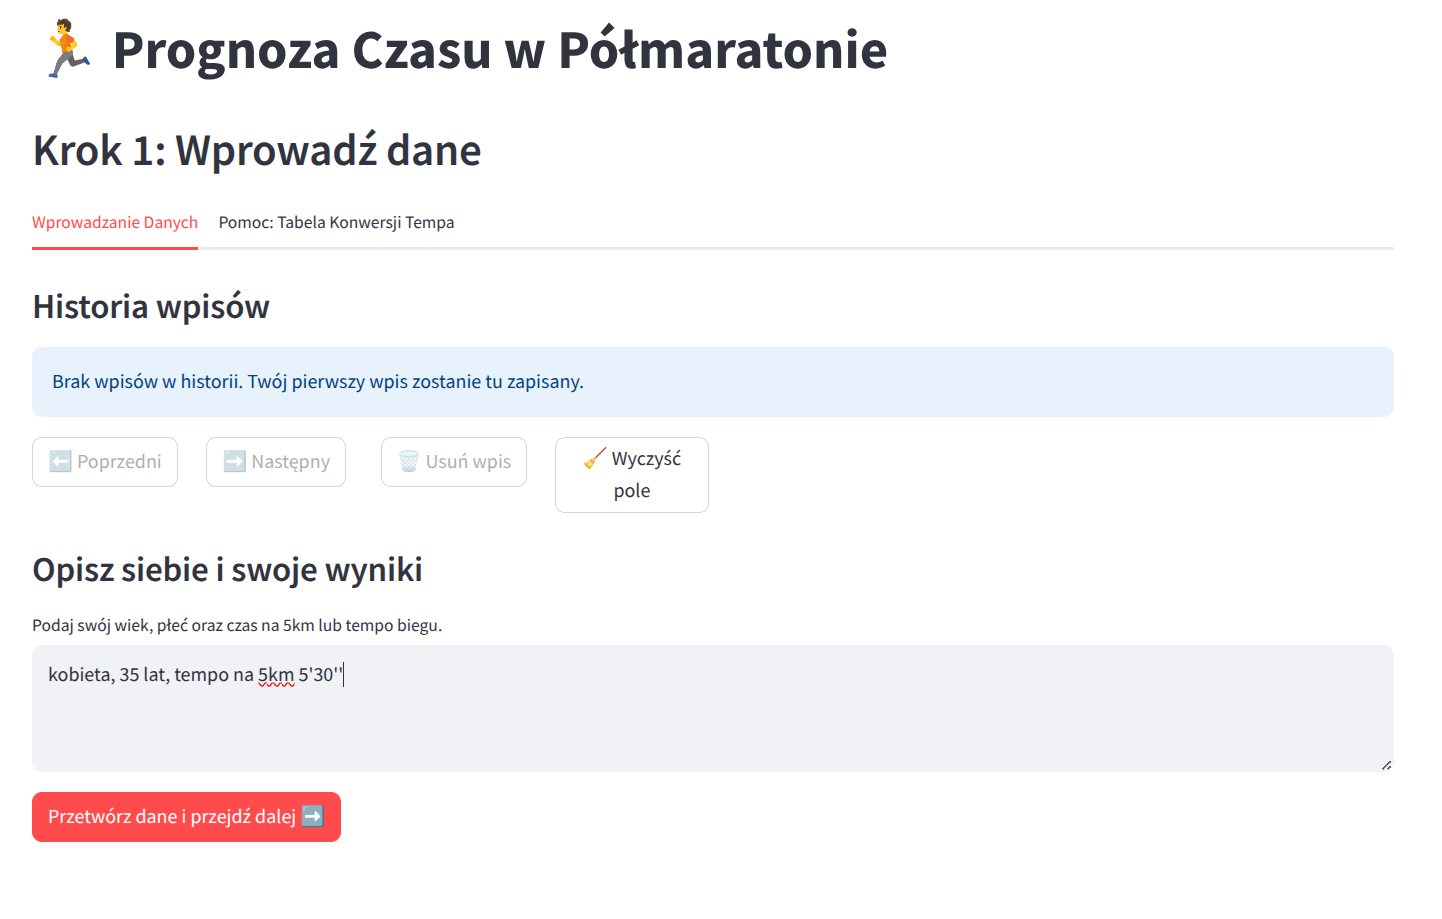 Prognoza Czasu w Półmaratonie
Krok 1: Wprowadź dane
Wprowadzanie Danych Pomoc: Tabela Konwersji Tempa
Historia wpisów
Brak wpisów w historii. Twój pierwszy wpis zostanie tu zapisany.
Poprzedni Następny Usuń wpis Wyczyść
pole
Opisz siebie i swoje wyniki
Podaj swój wiek, płeć oraz czas na 5km lub tempo biegu.
kobieta, 35 lat, tempo na 5km 5'30''
Przetwórz dane i przejdź dalej